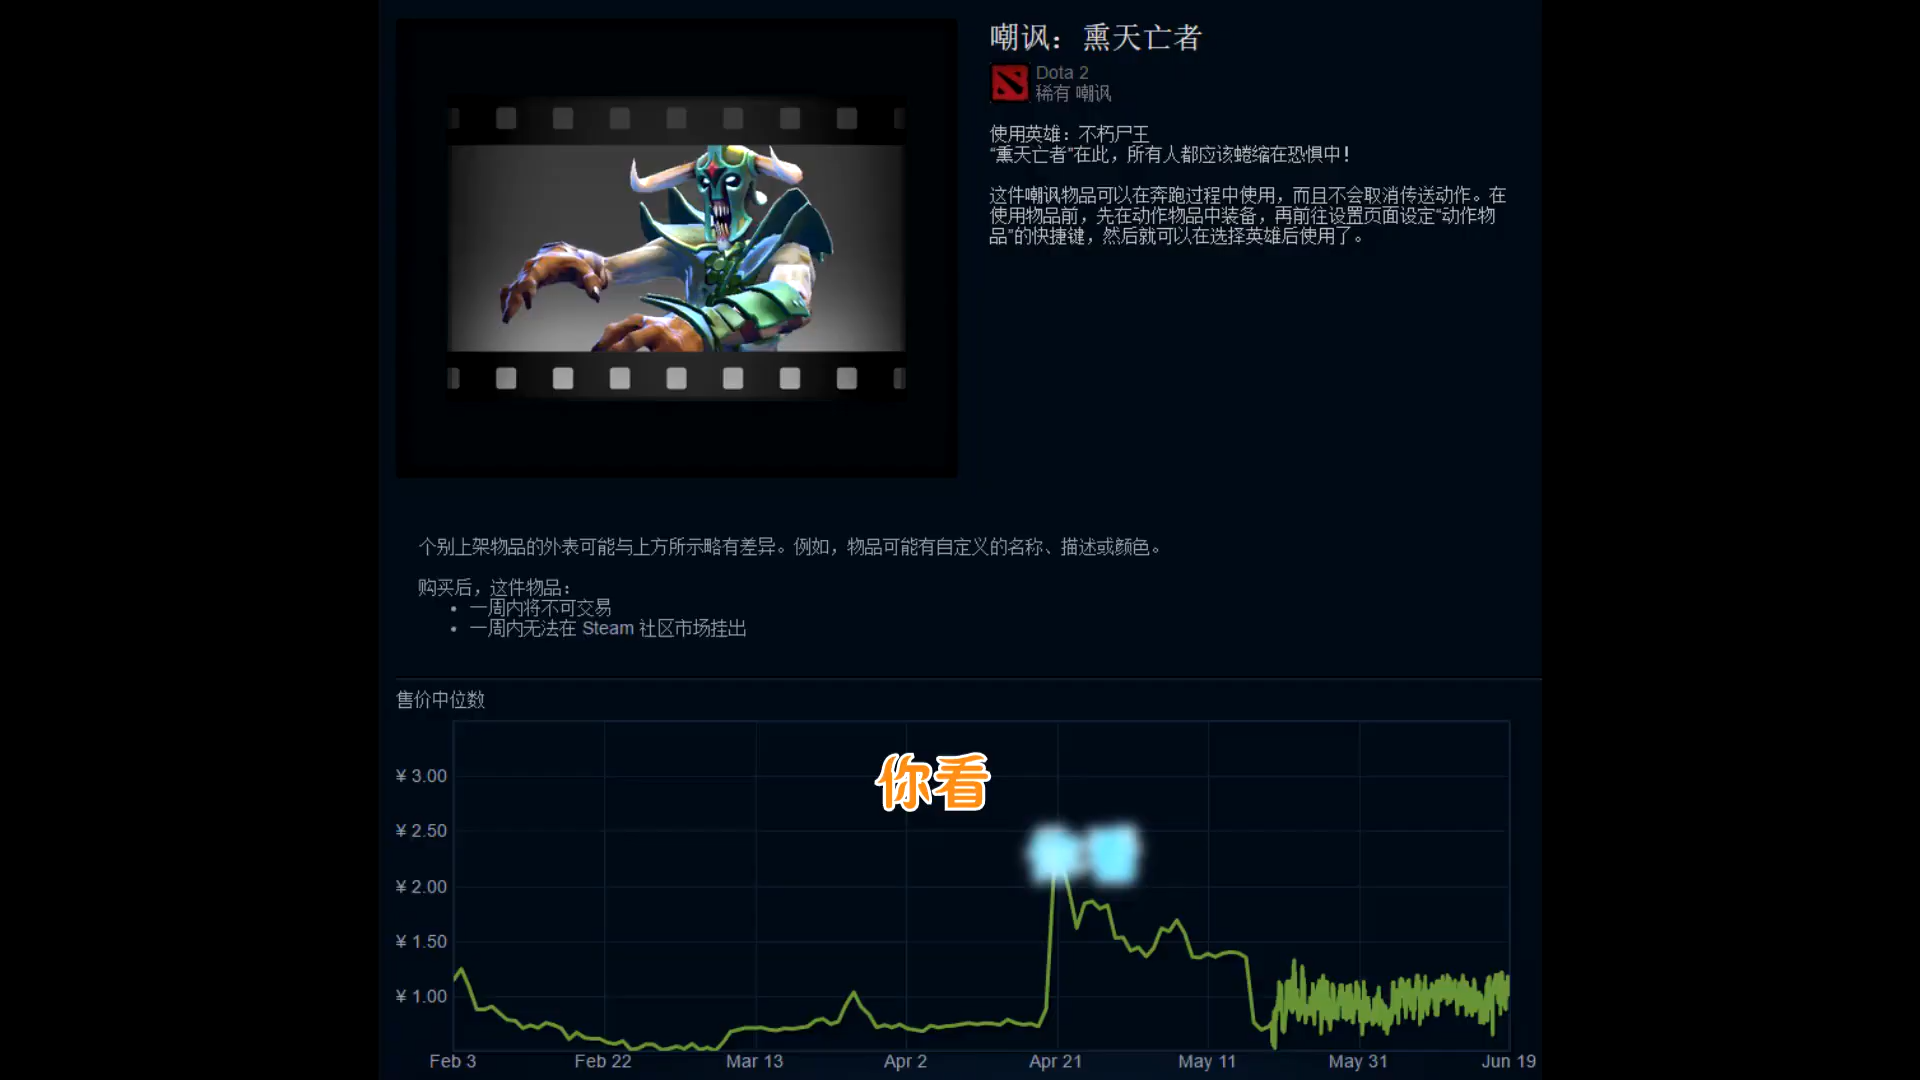 嘲讽：熏天亡者
Dota 2
稀有 嘲讽
使用英雄：不朽尸王
“熏天亡者”在此，所有人都应该蜷缩在恐惧中！
这件嘲讽物品可以在奔跑过程中使用，而且不会取消传送动作。在
使用物品前，先在动作物品中装备，再前往设置页面设定“动作物
品”的快捷键，然后就可以在选择英雄后使用了。
个别上架物品的外表可能与上方所示略有差异。例如，物品可能有自定义的名称、描述或颜色。
购买后，这件物品：
• 一周内将不可交易
• 一周内无法在 Steam 社区市场挂出
售价中位数
你看
¥ 3.00
¥ 2.50
¥ 2.00
¥ 1.50
¥ 1.00
Feb 3 Feb 22 Mar 13 Apr 2 Apr 21 May 11 May 31 Jun 19